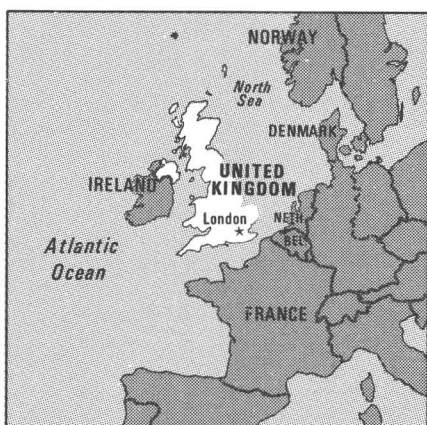 NORWAY
North
Sea
DENMARK
UNITED
KINGDOM
IRELAND
London
NETH.
BEL.
Atlantic
Ocean
FRANCE